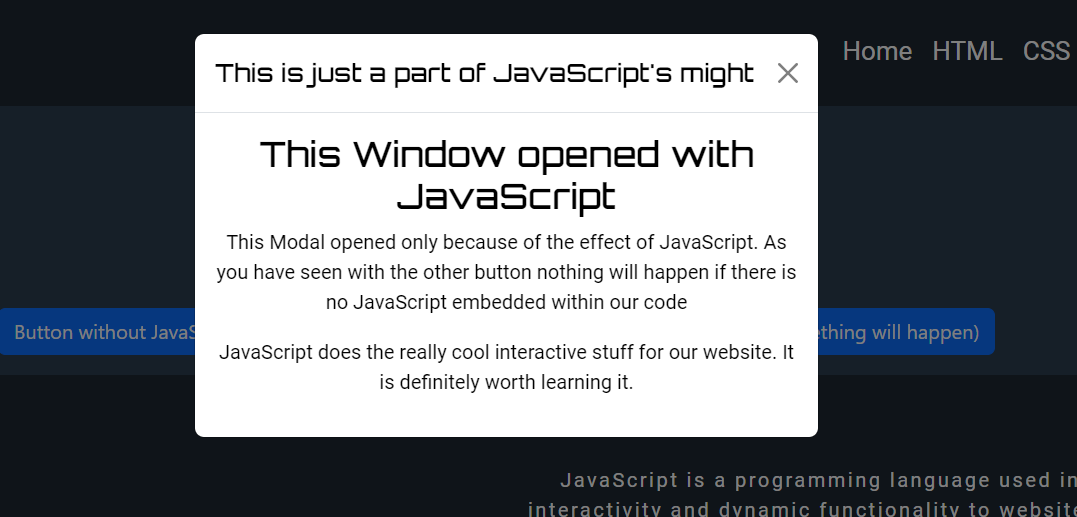 Home HTML CSS
This is just a part of JavaScript's might
This Window opened with
JavaScript
This Modal opened only because of the effect of JavaScript. As
you have seen with the other button nothing will happen if there is
no JavaScript embedded within our code
Button without will happen)
JavaScript does the really cool interactive stuff for our website. It
is definitely worth learning it.
JavaScript is a programming language used in
interactivity and dynamic functionality to